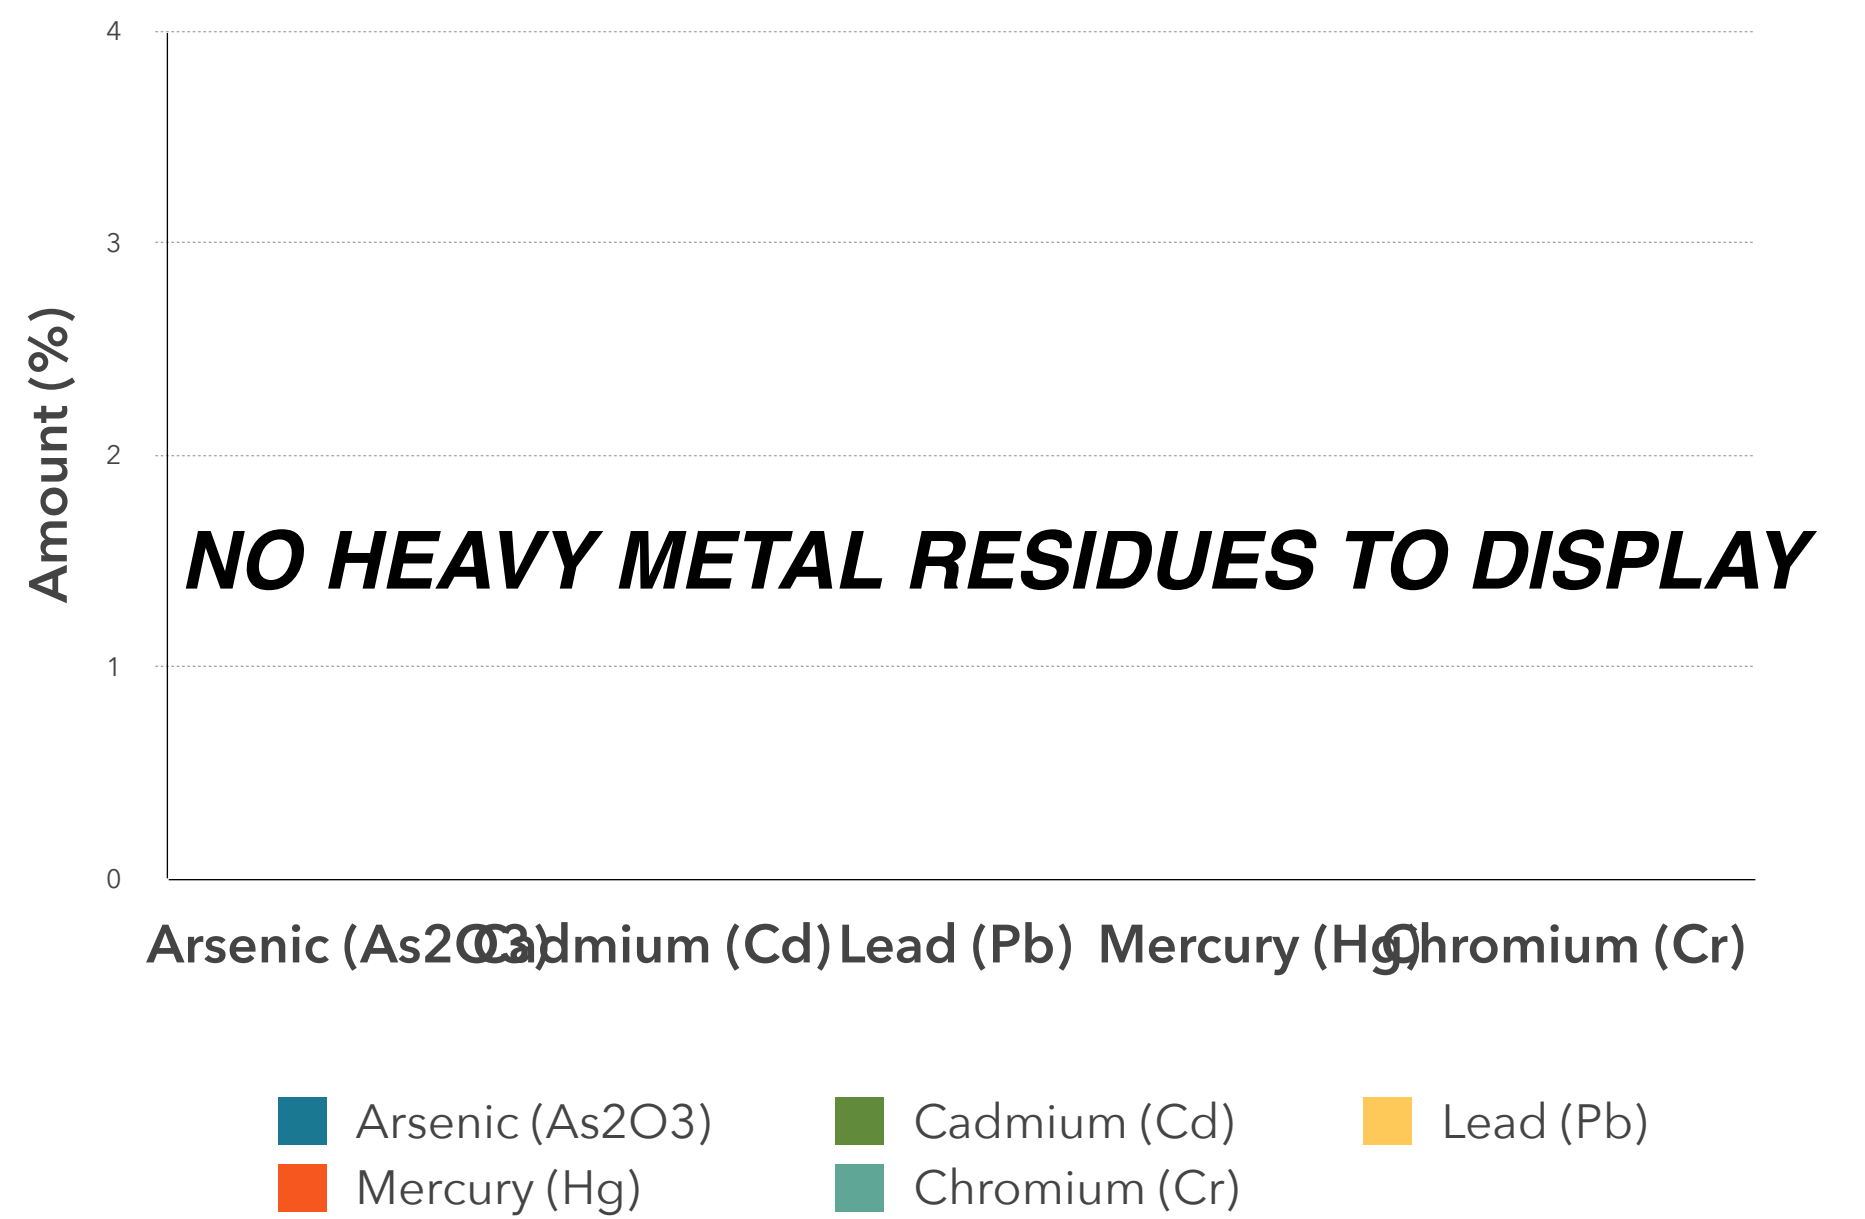 4
3
2
1
0
Amount (%)
NO HEAVY METAL RESIDUES TO DISPLAY
Arsenic (As2O3) Cadmium (Cd) Lead (Pb) Mercury (Hg) Chromium (Cr)
Arsenic (As2O3) Cadmium (Cd) Lead (Pb)
Mercury (Hg) Chromium (Cr)